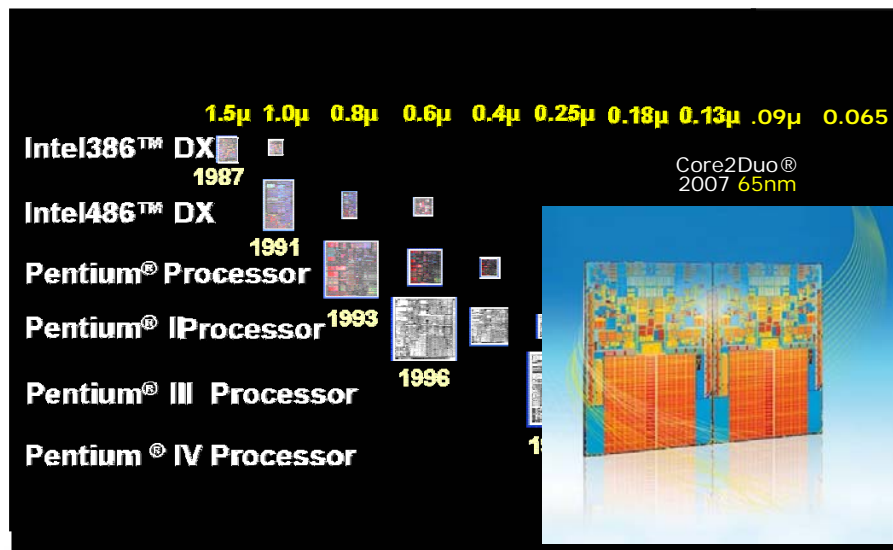 1.5µ 1.0µ 0.8µ 0.6µ 0.4µ 0.25µ 0.18µ 0.13µ .09µ 0.065
Intel386™ DX
1987
Core2Duo®
2007 65nm
Intel486™ DX
1991
Pentium® Processor
1993
Pentium® II Processor
1996
Pentium® III Processor
Pentium ® IV Processor